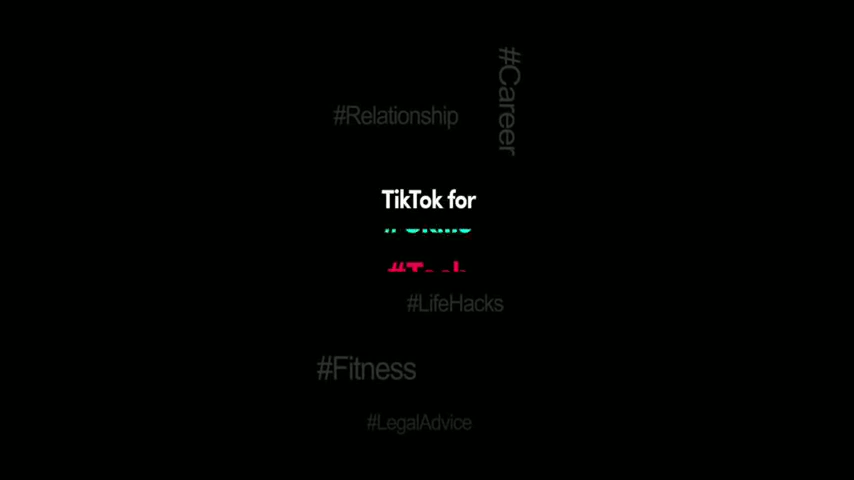 #Career
#Relationship
TikTok for
#LifeHacks
#Fitness
#LegalAdvice